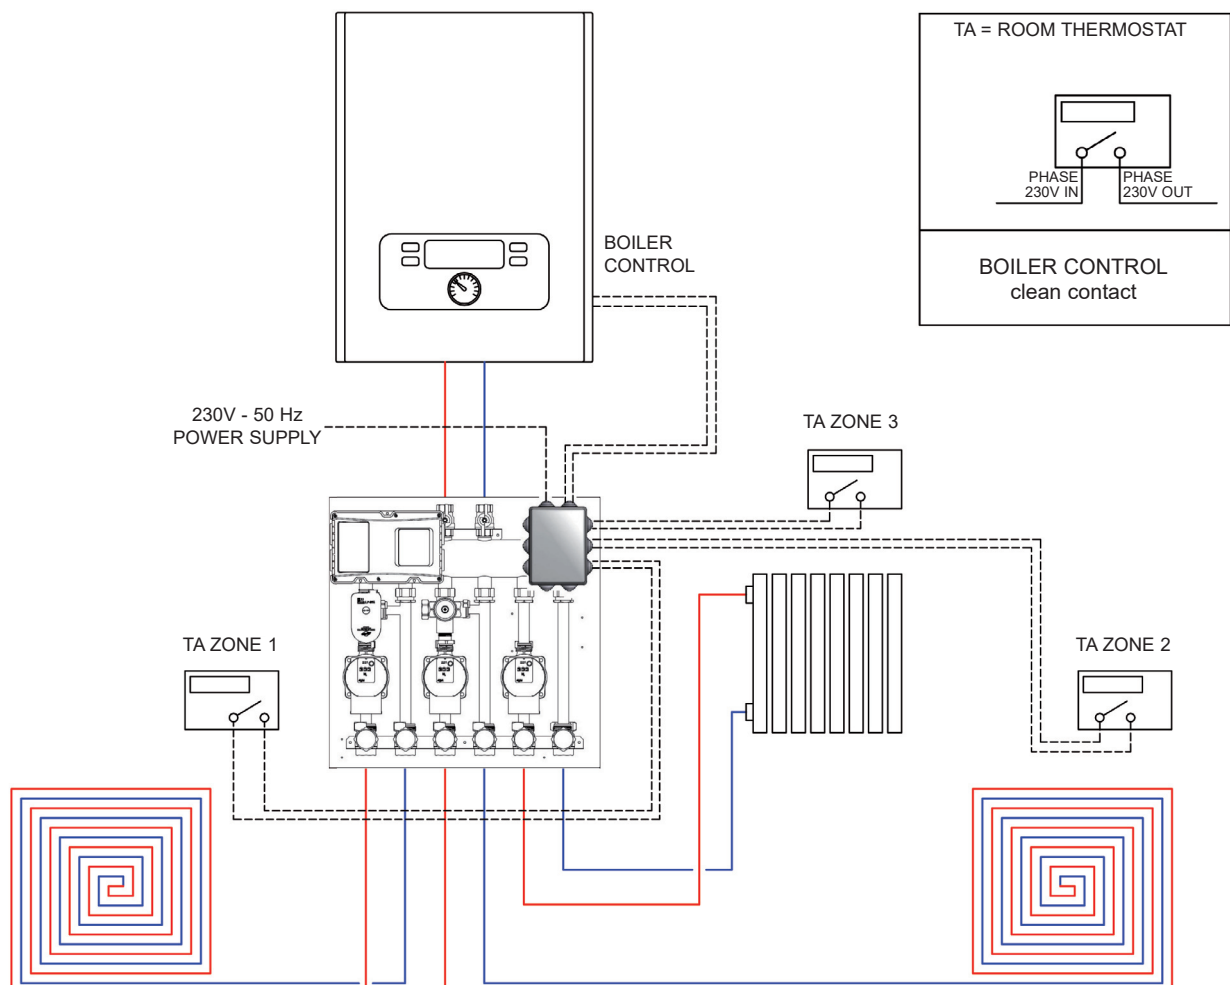 TA = ROOM THERMOSTAT
PHASE
230V IN
PHASE
230V OUT
BOILER CONTROL
clean contact
BOILER
CONTROL
230V - 50 Hz
POWER SUPPLY
TA ZONE 3
TA ZONE 1
TA ZONE 2